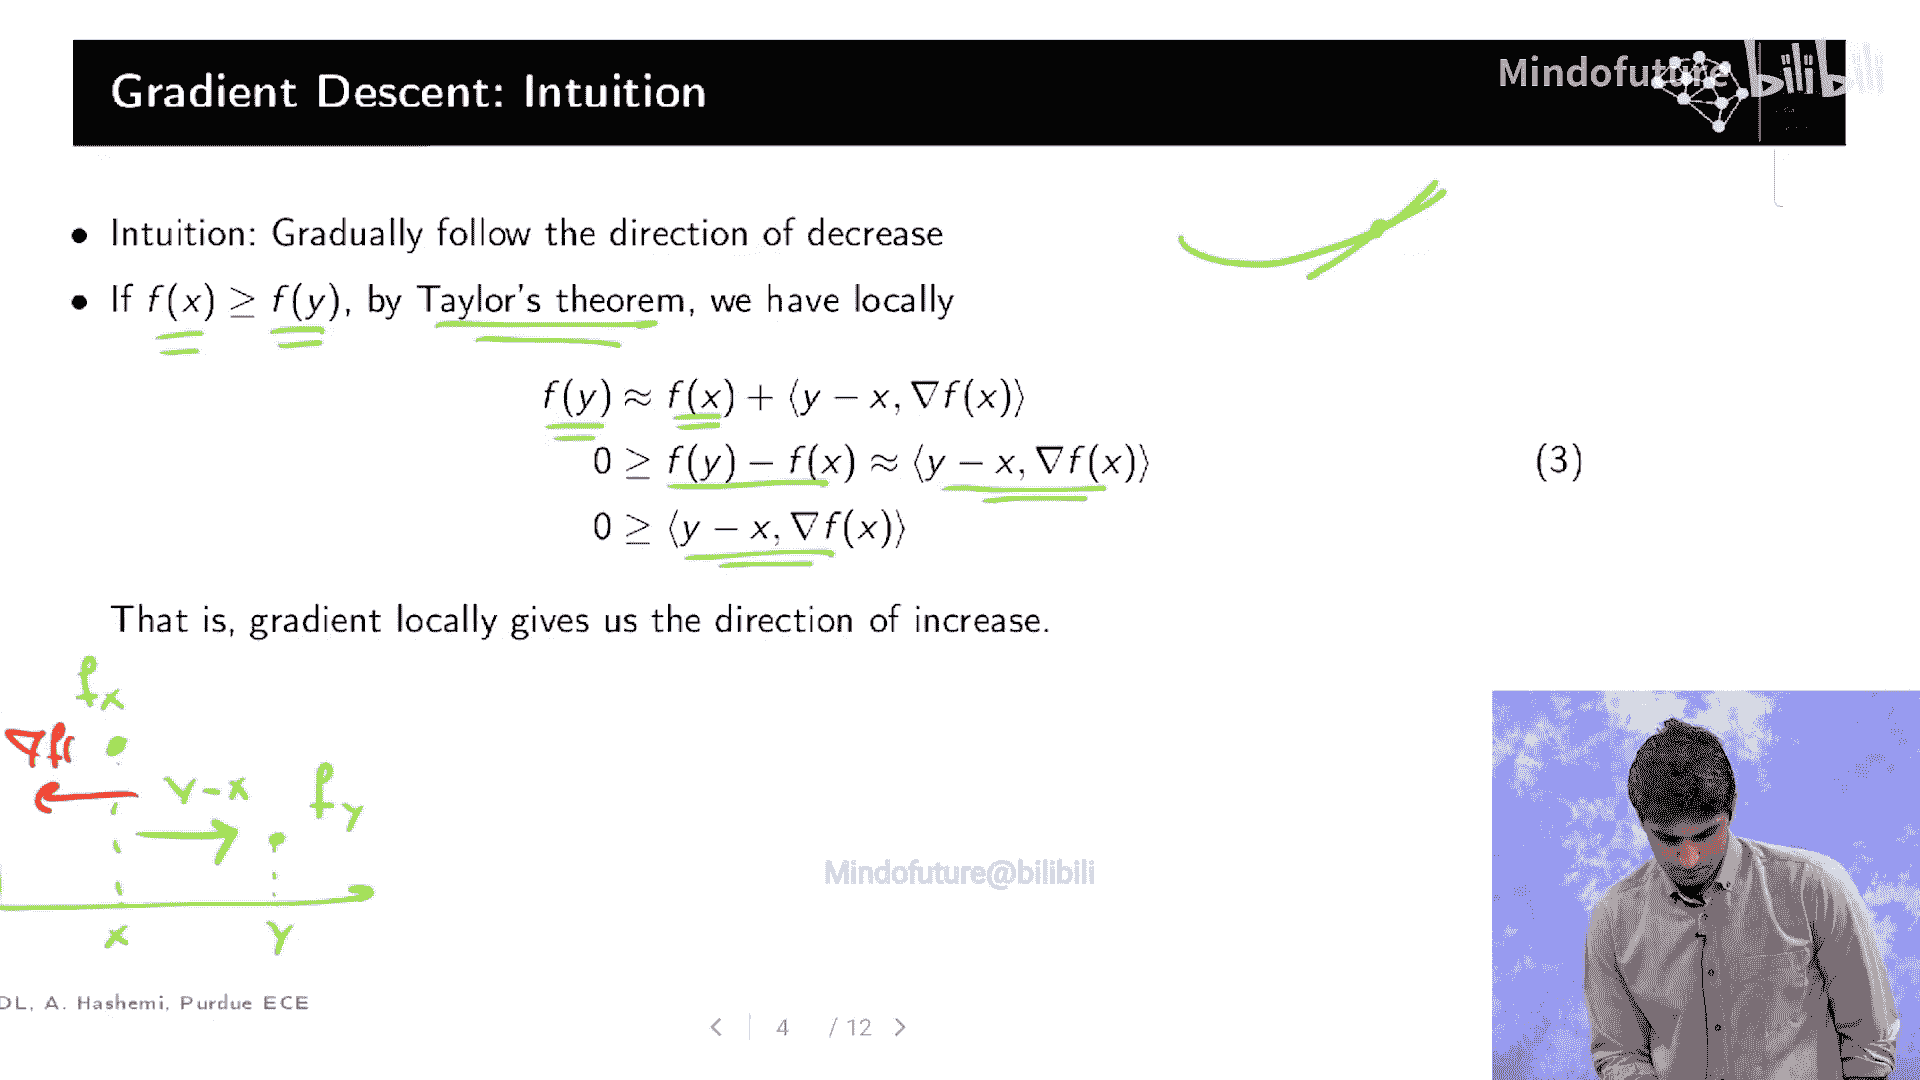 Gradient Descent: Intuition
Mindofuture
bilibili
• Intuition: Gradually follow the direction of decrease
• If f(x) ≥ f(y), by Taylor's theorem, we have locally
f(y) ≈ f(x) + ⟨y − x, ∇f(x)⟩
0 ≥ f(y) − f(x) ≈ ⟨y − x, ∇f(x)⟩ (3)
0 ≥ ⟨y − x, ∇f(x)⟩
That is, gradient locally gives us the direction of increase.
fx
∇f(
y-x
fy
x y
Mindofuture@bilibili
DL, A. Hashemi, Purdue ECE
4 / 12